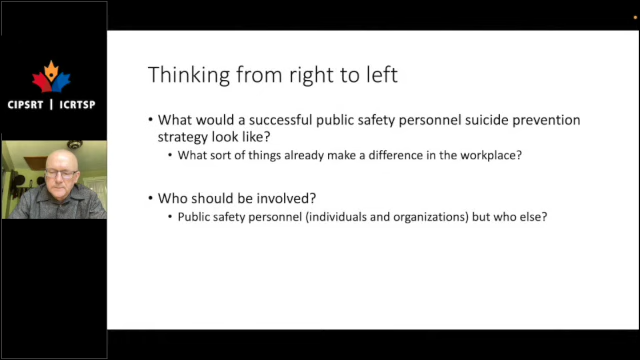 CIPSRT | ICRTSP
Thinking from right to left
• What would a successful public safety personnel suicide prevention
strategy look like?
• What sort of things already make a difference in the workplace?
• Who should be involved?
• Public safety personnel (individuals and organizations) but who else?